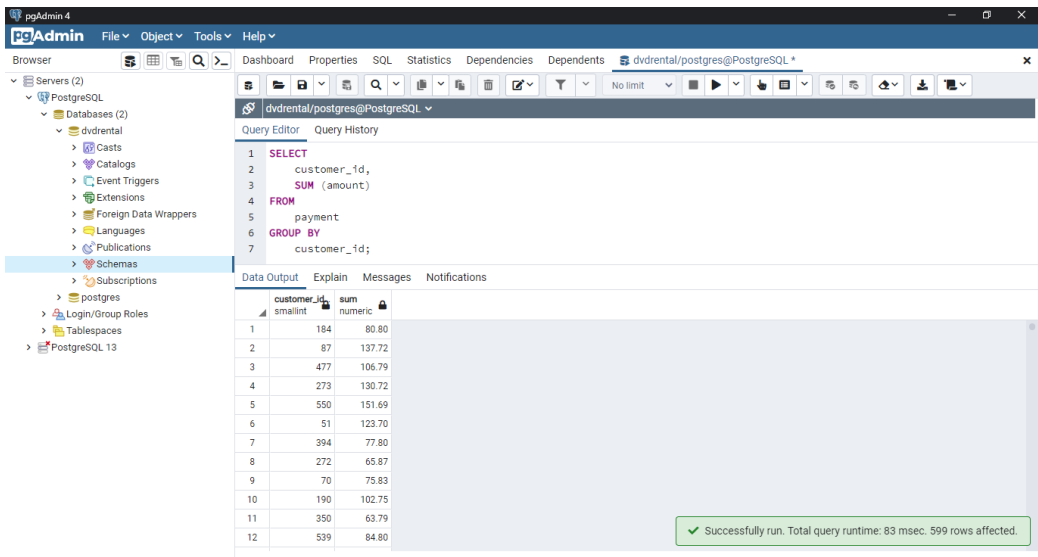 pgAdmin 4
pgAdmin File Object Tools Help
Browser
Servers (2)
PostgreSQL
Databases (2)
dvdrental
Casts
Catalogs
Event Triggers
Extensions
Foreign Data Wrappers
Languages
Publications
Schemas
Subscriptions
postgres
Login/Group Roles
Tablespaces
PostgreSQL 13
Dashboard Properties SQL Statistics Dependencies Dependents dvdrental/postgres@PostgreSQL *
No limit
dvdrental/postgres@PostgreSQL
Query Editor Query History
1 SELECT
2 customer_id,
3 SUM (amount)
4 FROM
5 payment
6 GROUP BY
7 customer_id;
Data Output Explain Messages Notifications
customer_id sum
smallint numeric
1 184 80.80
2 87 137.72
3 477 106.79
4 273 130.72
5 550 151.69
6 51 123.70
7 394 77.80
8 272 65.87
9 70 75.83
10 190 102.75
11 350 63.79
12 539 84.80
Successfully run. Total query runtime: 83 msec. 599 rows affected.